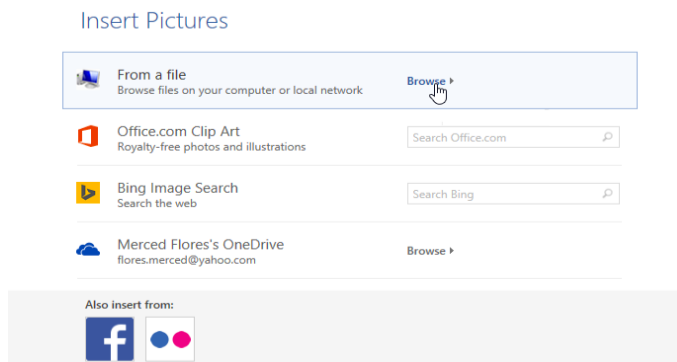 Insert Pictures
From a file
Browse files on your computer or local network
Browse
Office.com Clip Art
Royalty-free photos and illustrations
Search Office.com
Bing Image Search
Search the web
Search Bing
Merced Flores's OneDrive
flores.merced@yahoo.com
Browse
Also insert from:
f